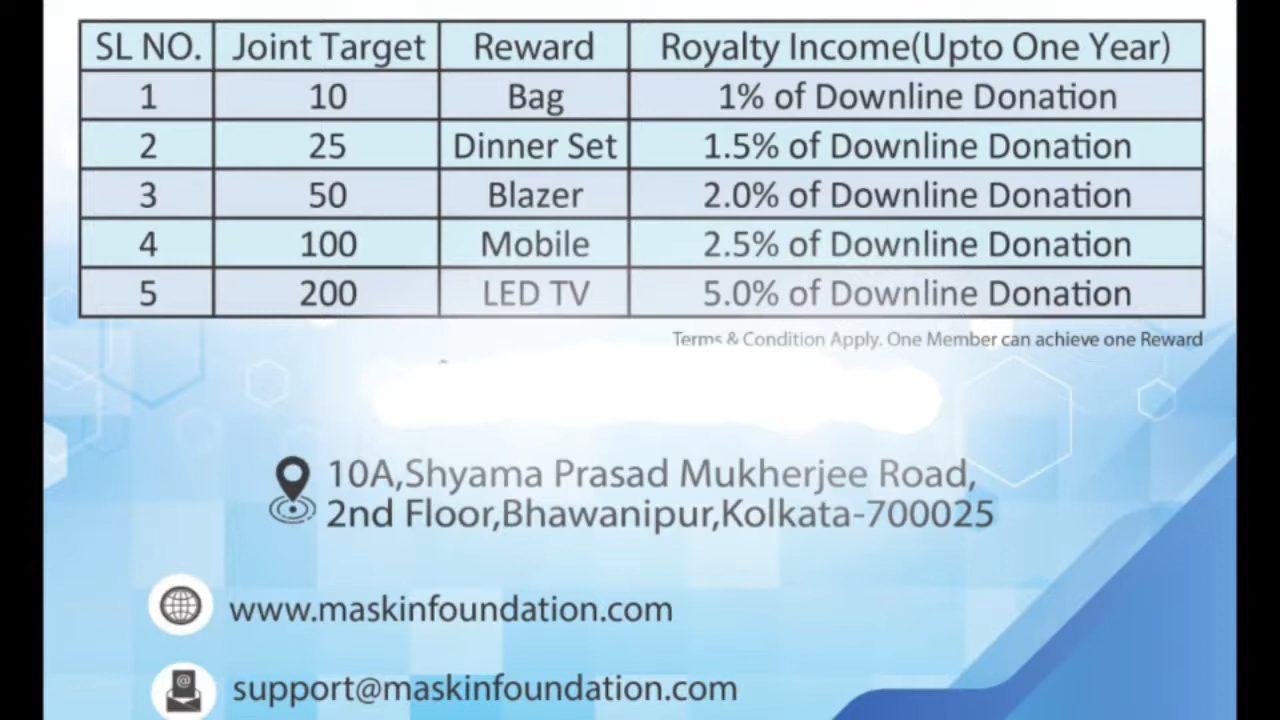 SL NO. Joint Target Reward Royalty Income(Upto One Year)
1 10 Bag 1% of Downline Donation
2 25 Dinner Set 1.5% of Downline Donation
3 50 Blazer 2.0% of Downline Donation
4 100 Mobile 2.5% of Downline Donation
5 200 LED TV 5.0% of Downline Donation
Terms & Condition Apply. One Member can achieve one Reward
10A,Shyama Prasad Mukherjee Road,
2nd Floor,Bhawanipur,Kolkata-700025
www.maskinfoundation.com
support@maskinfoundation.com